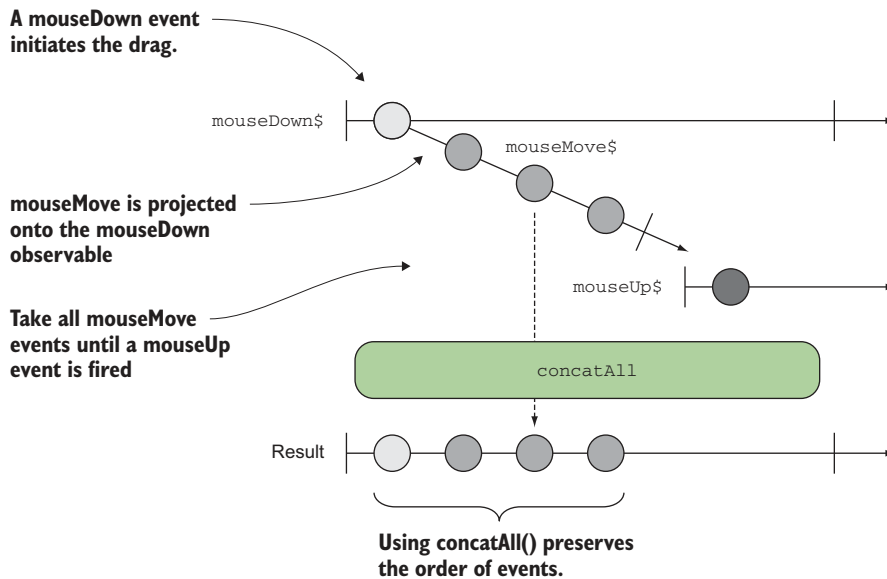 A mouseDown event
initiates the drag.
mouseDown$
mouseMove$
mouseMove is projected
onto the mouseDown
observable
mouseUp$
Take all mouseMove
events until a mouseUp
event is fired
concatAll
Result
Using concatAll() preserves
the order of events.